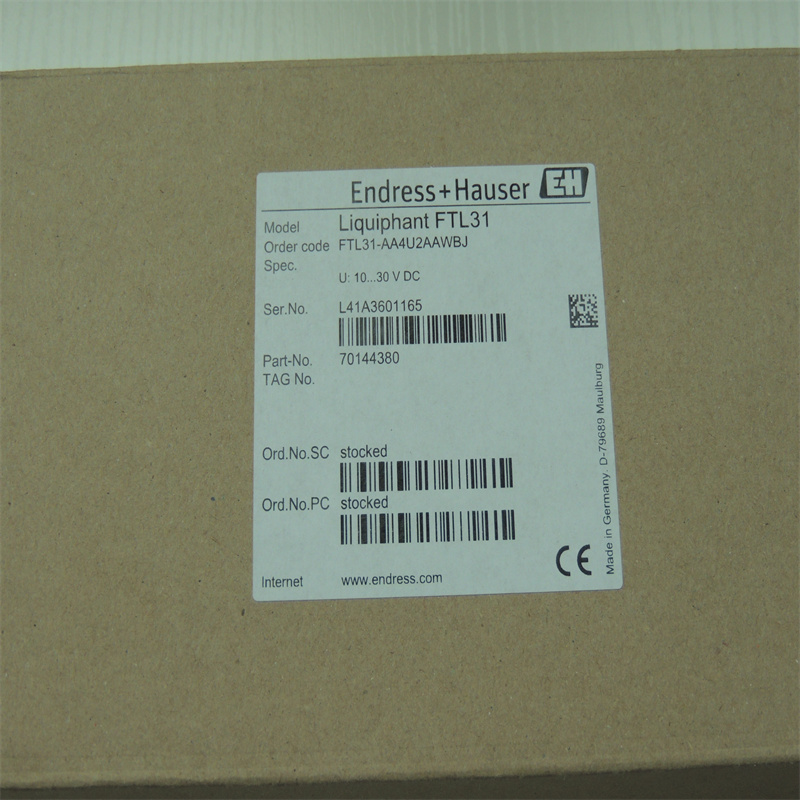 Endress+Hauser EH
Model Liquiphant FTL31
Order code FTL31-AA4U2AAWBJ
Spec.
U: 10...30 V DC
Ser.No. L41A3601165
Part-No. 70144380
TAG No.
Ord.No.SC stocked
Ord.No.PC stocked
Internet www.endress.com
CE
Made in Germany. D-79689 Maulburg